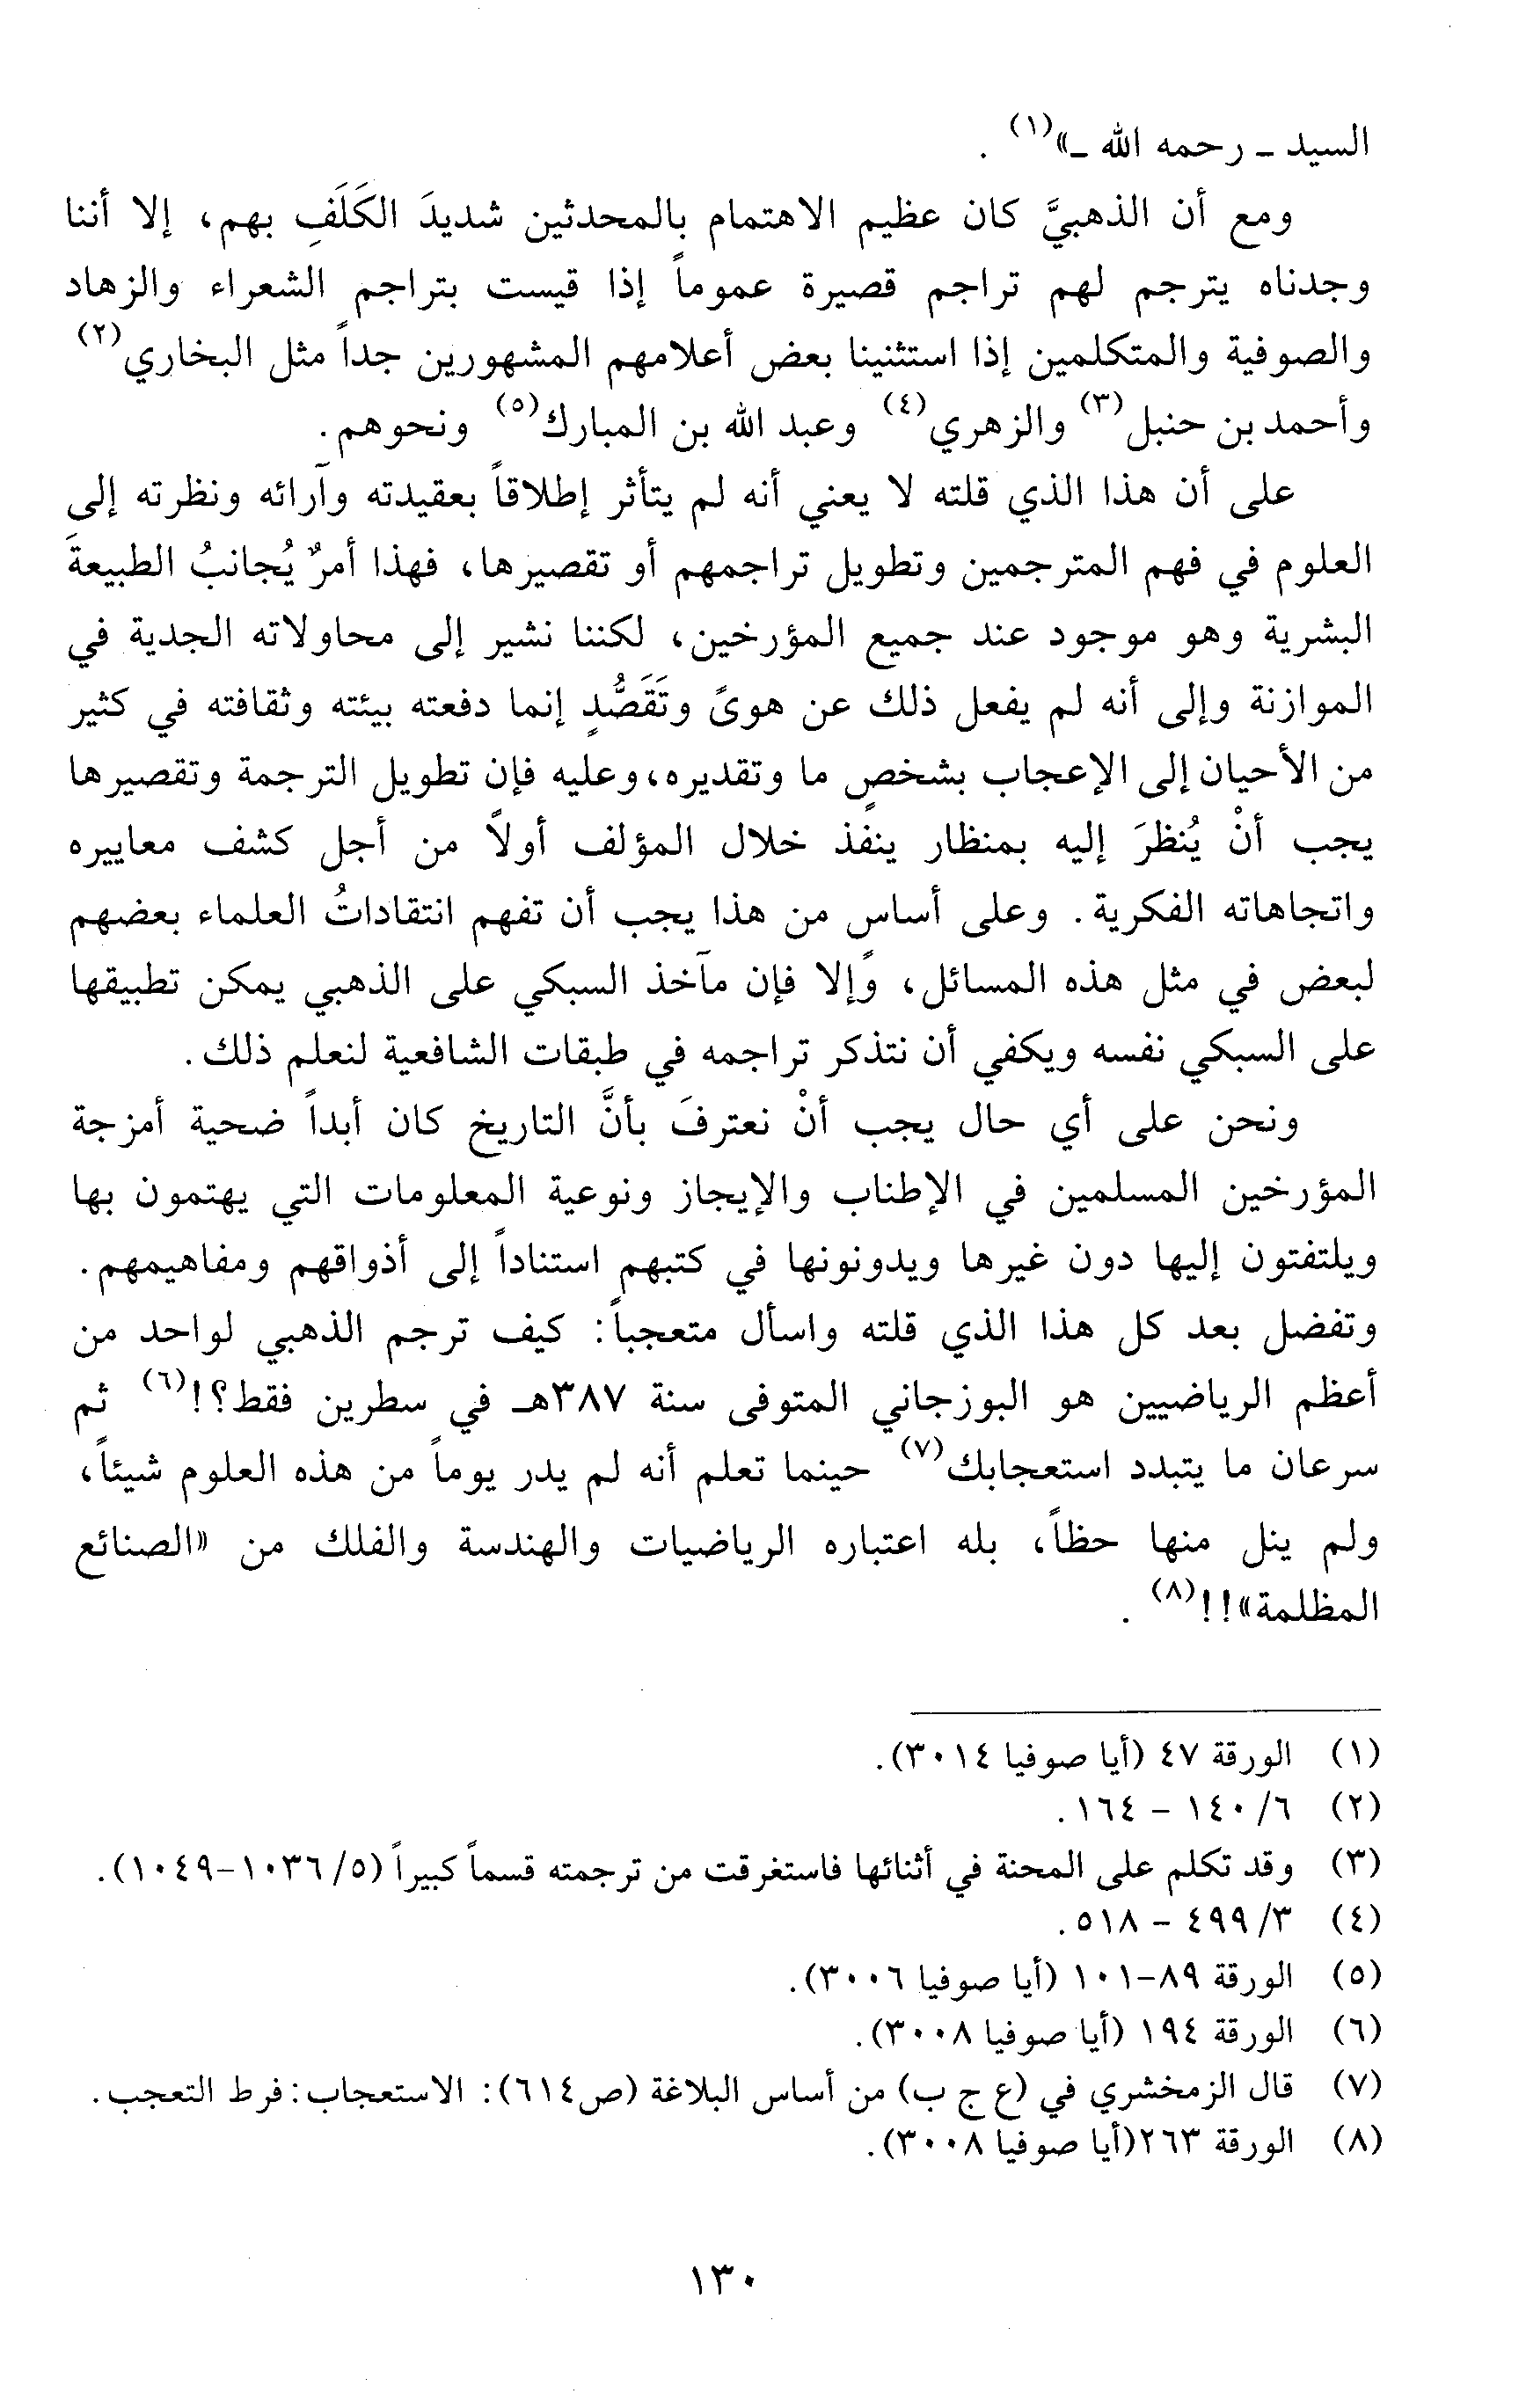 السيد ـ رحمه الله ـ»(١) .
ومع أن الذهبيَّ كان عظيم الاهتمام بالمحدثين شديدَ الكَلَفِ بهم، إلا أننا
وجدناه يترجم لهم تراجم قصيرة عموماً إذا قيست بتراجم الشعراء والزهاد
والصوفية والمتكلمين إذا استثنينا بعض أعلامهم المشهورين جداً مثل البخاري(٢)
وأحمد بن حنبل(٣) والزهري(٤) وعبد الله بن المبارك(٥) ونحوهم.
على أن هذا الذي قلته لا يعني أنه لم يتأثر إطلاقاً بعقيدته وآرائه ونظرته إلى
العلوم في فهم المترجمين وتطويل تراجمهم أو تقصيرها، فهذا أمرٌ يُجانبُ الطبيعةَ
البشرية وهو موجود عند جميع المؤرخين، لكننا نشير إلى محاولاته الجدية في
الموازنة وإلى أنه لم يفعل ذلك عن هوىً وتَقَصُّدٍ إنما دفعته بيئته وثقافته في كثير
من الأحيان إلى الإعجاب بشخصٍ ما وتقديره، وعليه فإن تطويل الترجمة وتقصيرها
يجب أنْ يُنظرَ إليه بمنظار ينفذ خلال المؤلف أولاً من أجل كشف معاييره
واتجاهاته الفكرية. وعلى أساس من هذا يجب أن تفهم انتقاداتُ العلماء بعضهم
لبعض في مثل هذه المسائل، وإلا فإن مآخذ السبكي على الذهبي يمكن تطبيقها
على السبكي نفسه ويكفي أن نتذكر تراجمه في طبقات الشافعية لنعلم ذلك.
ونحن على أي حال يجب أنْ نعترفَ بأنَّ التاريخ كان أبداً ضحية أمزجة
المؤرخين المسلمين في الإطناب والإيجاز ونوعية المعلومات التي يهتمون بها
ويلتفتون إليها دون غيرها ويدونونها في كتبهم استناداً إلى أذواقهم ومفاهيمهم.
وتفضل بعد كل هذا الذي قلته واسأل متعجباً: كيف ترجم الذهبي لواحد من
أعظم الرياضيين هو البوزجاني المتوفى سنة ٣٨٧هـ في سطرين فقط؟!(٦) ثم
سرعان ما يتبدد استعجابك(٧) حينما تعلم أنه لم يدر يوماً من هذه العلوم شيئاً،
ولم ينل منها حظاً، بله اعتباره الرياضيات والهندسة والفلك من «الصنائع
المظلمة»!!(٨) .
(١) الورقة ٤٧ (أيا صوفيا ٣٠١٤).
(٢) ٦/ ١٤٠ - ١٦٤.
(٣) وقد تكلم على المحنة في أثنائها فاستغرقت من ترجمته قسماً كبيراً (٥/ ١٠٣٦-١٠٤٩).
(٤) ٣/ ٤٩٩ - ٥١٨.
(٥) الورقة ٨٩-١٠١ (أيا صوفيا ٣٠٠٦).
(٦) الورقة ١٩٤ (أيا صوفيا ٣٠٠٨).
(٧) قال الزمخشري في (ع ج ب) من أساس البلاغة (ص٦١٤): الاستعجاب: فرط التعجب.
(٨) الورقة ٢٦٣(أيا صوفيا ٣٠٠٨).
١٣٠